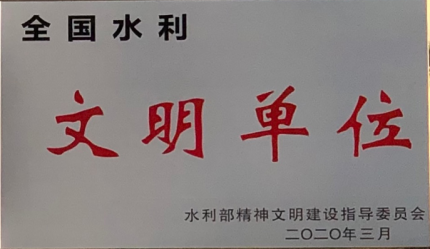 全国水利
文明单位
水利部精神文明建设指导委员会
二〇二〇年三月